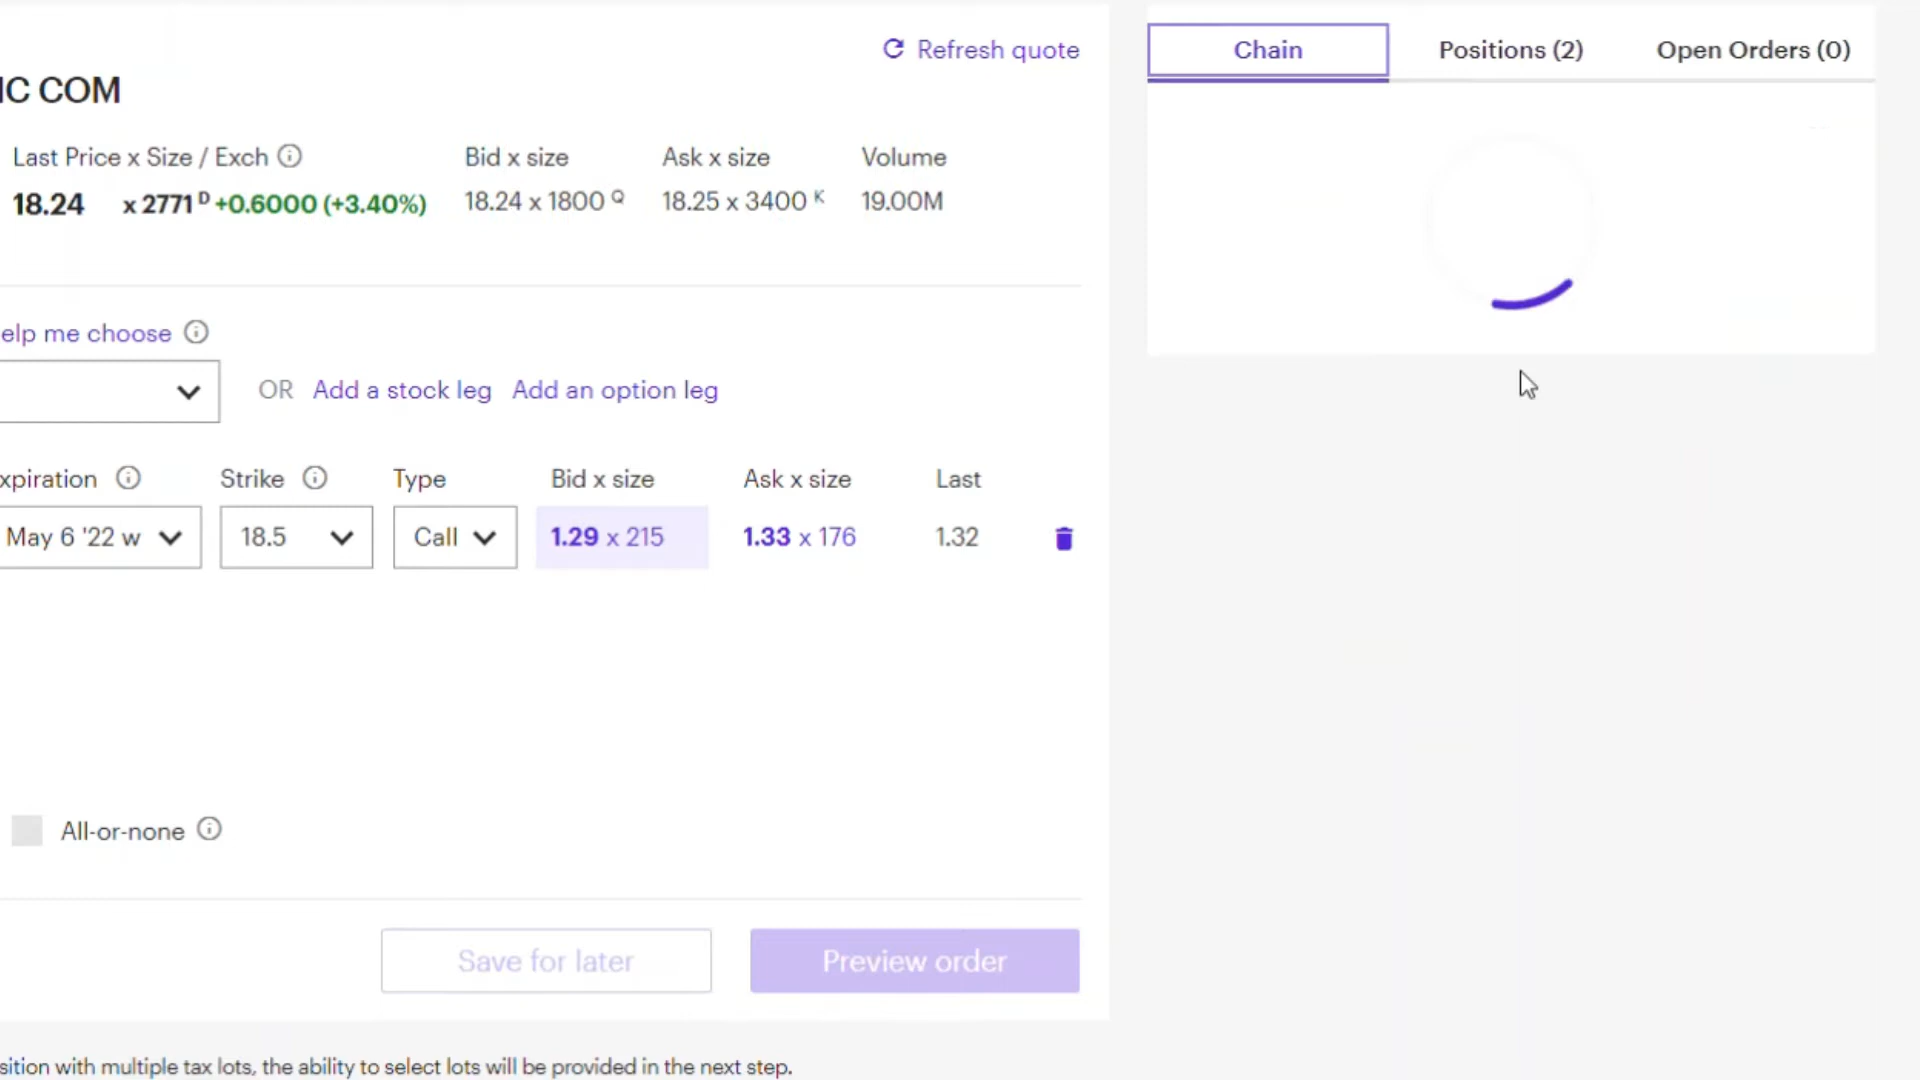 Refresh quote
Chain Positions (2) Open Orders (0)
IC COM
Last Price x Size / Exch Bid x size Ask x size Volume
18.24 x 2771 D +0.6000 (+3.40%) 18.24 x 1800 Q 18.25 x 3400 K 19.00M
elp me choose
OR Add a stock leg Add an option leg
xpiration Strike Type Bid x size Ask x size Last
May 6 '22 w 18.5 Call 1.29 x 215 1.33 x 176 1.32
All-or-none
Save for later Preview order
sition with multiple tax lots, the ability to select lots will be provided in the next step.